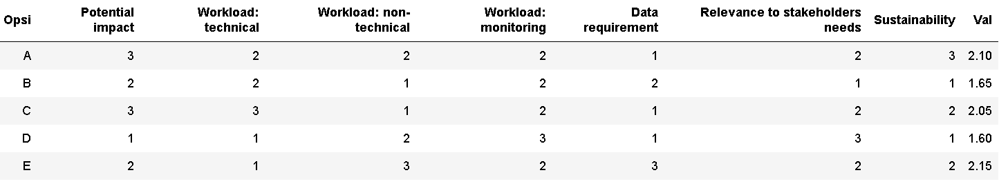 Opsi Potential impact Workload: technical Workload: non-technical Workload: monitoring Data requirement Relevance to stakeholders needs Sustainability Val
A 3 2 2 2 1 2 3 2.10
B 2 2 1 2 2 1 1 1.65
C 3 3 1 2 1 2 2 2.05
D 1 1 2 3 1 3 1 1.60
E 2 1 3 2 3 2 2 2.15